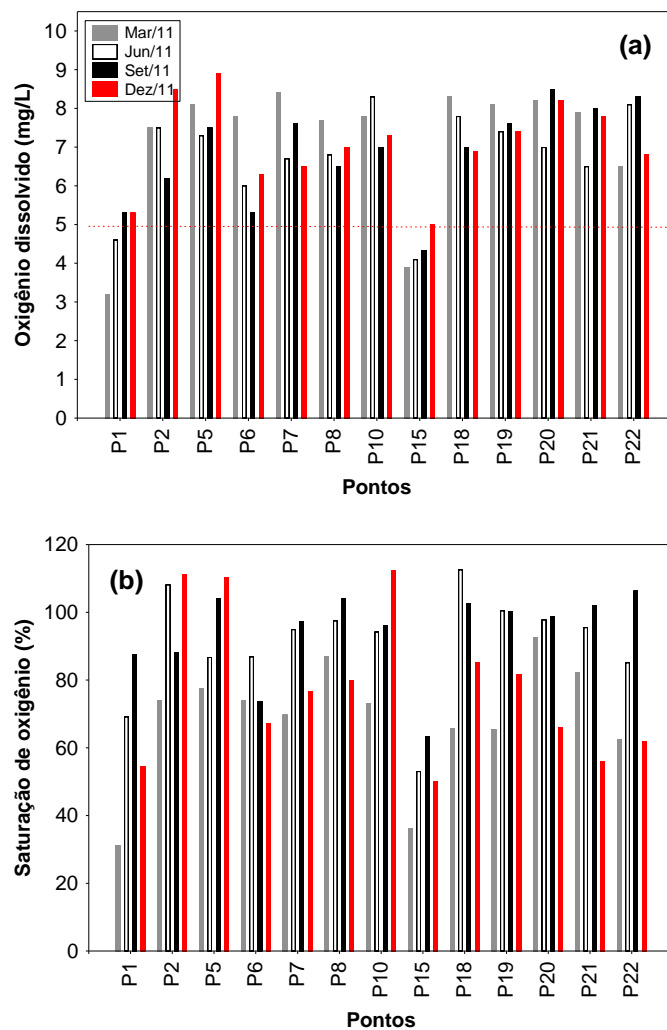 (a)
Mar/11
Jun/11
Set/11
Dez/11
Oxigênio dissolvido (mg/L)
10
9
8
7
6
5
4
3
2
1
0
P1 P2 P5 P6 P7 P8 P10 P15 P18 P19 P20 P21 P22
Pontos
(b)
Saturação de oxigênio (%)
120
100
80
60
40
20
0
P1 P2 P5 P6 P7 P8 P10 P15 P18 P19 P20 P21 P22
Pontos